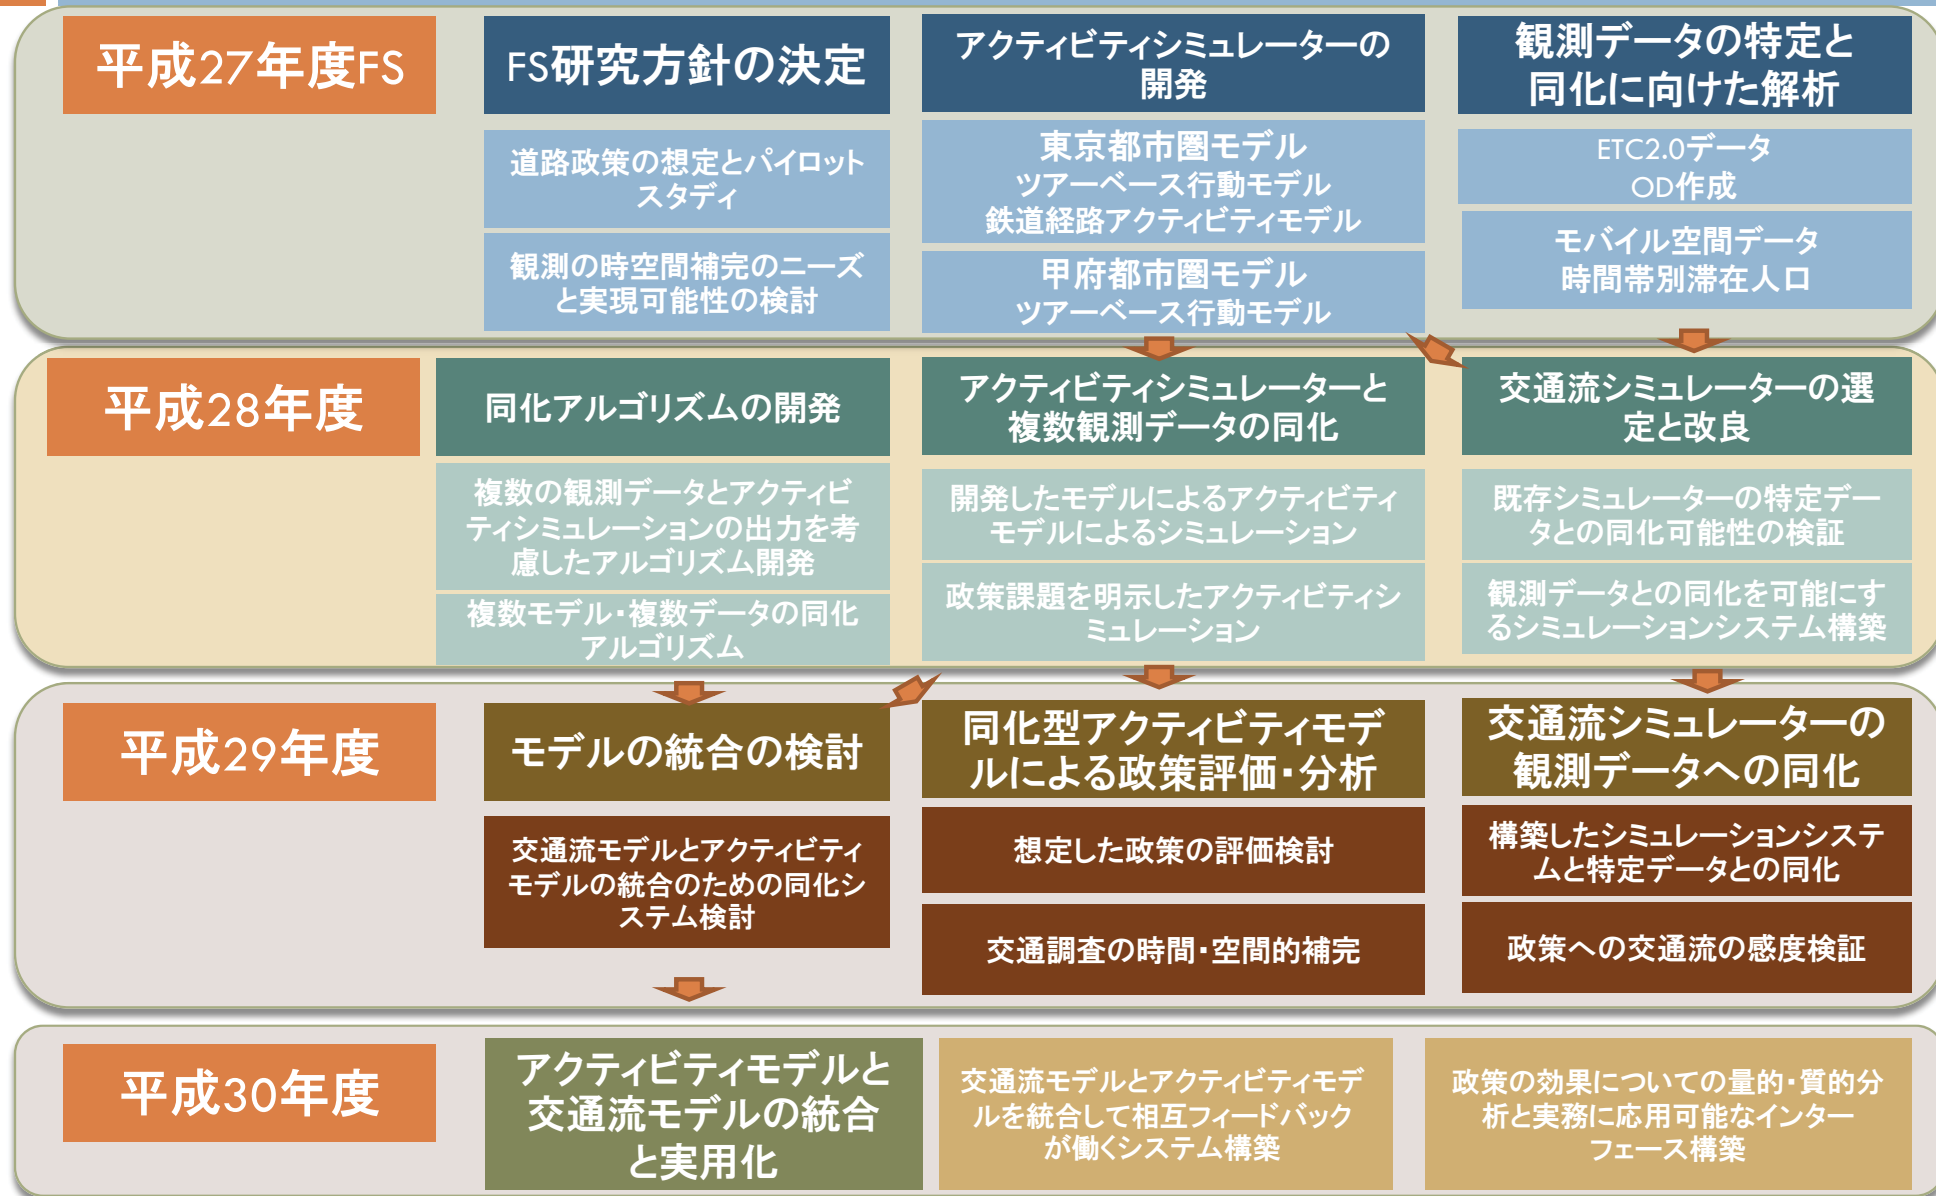 平成27年度FS
FS研究方針の決定
道路政策の想定とパイロット
スタディ
観測の時空間補完のニーズ
と実現可能性の検討
アクティビティシミュレーターの
開発
東京都市圏モデル
ツアーベース行動モデル
鉄道経路アクティビティモデル
甲府都市圏モデル
ツアーベース行動モデル
観測データの特定と
同化に向けた解析
ETC2.0データ
OD作成
モバイル空間データ
時間帯別滞在人口
平成28年度
同化アルゴリズムの開発
複数の観測データとアクティビ
ティシミュレーションの出力を考
慮したアルゴリズム開発
複数モデル・複数データの同化
アルゴリズム
アクティビティシミュレーターと
複数観測データの同化
開発したモデルによるアクティビティ
モデルによるシミュレーション
政策課題を明示したアクティビティシ
ミュレーション
交通流シミュレーターの選
定と改良
既存シミュレーターの特定デー
タとの同化可能性の検証
観測データとの同化を可能にす
るシミュレーションシステム構築
平成29年度
モデルの統合の検討
交通流モデルとアクティビティ
モデルの統合のための同化シ
ステム検討
同化型アクティビティモデ
ルによる政策評価・分析
想定した政策の評価検討
交通調査の時間・空間的補完
交通流シミュレーターの
観測データへの同化
構築したシミュレーションシステ
ムと特定データとの同化
政策への交通流の感度検証
平成30年度
アクティビティモデルと
交通流モデルの統合
と実用化
交通流モデルとアクティビティモデ
ルを統合して相互フィードバック
が働くシステム構築
政策の効果についての量的・質的分
析と実務に応用可能なインター
フェース構築